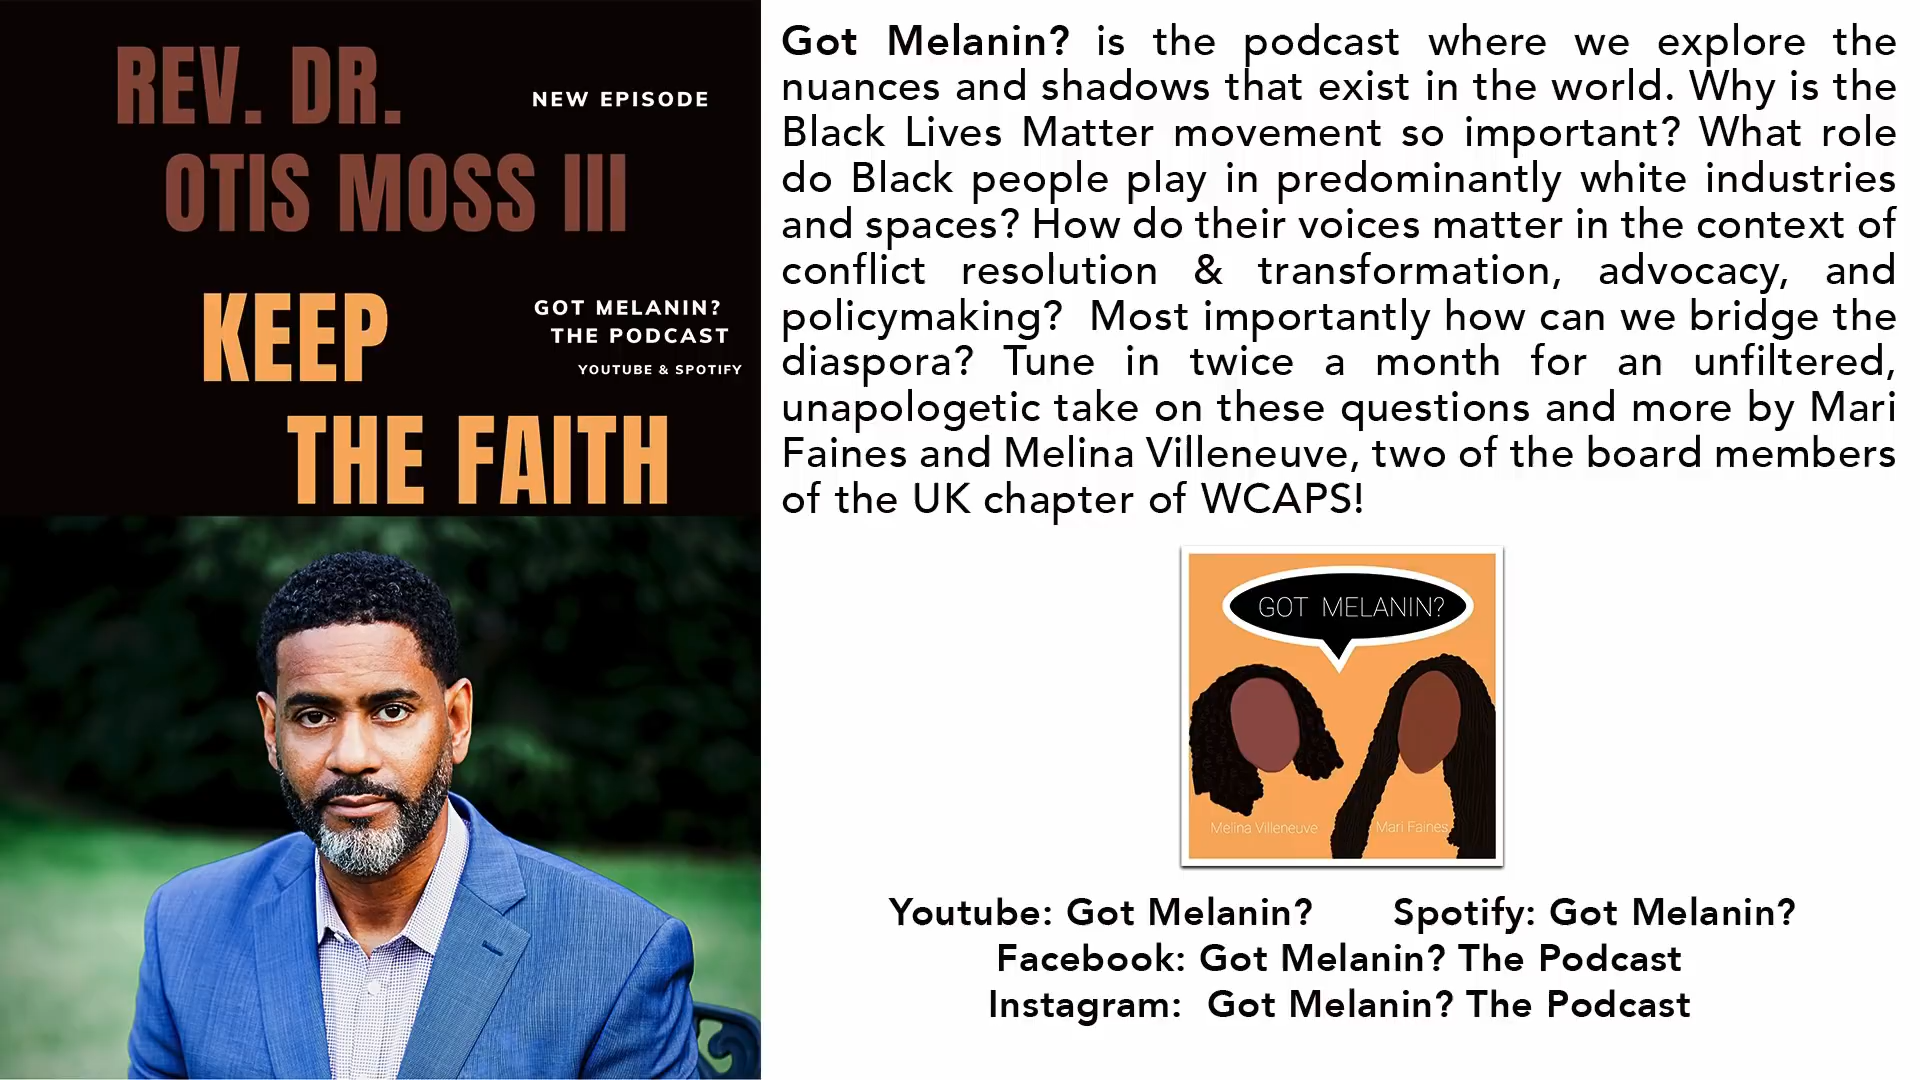 REV. DR.
OTIS MOSS III
NEW EPISODE
KEEP
THE FAITH
GOT MELANIN?
THE PODCAST
YOUTUBE & SPOTIFY
Got Melanin? is the podcast where we explore the
nuances and shadows that exist in the world. Why is the
Black Lives Matter movement so important? What role
do Black people play in predominantly white industries
and spaces? How do their voices matter in the context of
conflict resolution & transformation, advocacy, and
policymaking? Most importantly how can we bridge the
diaspora? Tune in twice a month for an unfiltered,
unapologetic take on these questions and more by Mari
Faines and Melina Villeneuve, two of the board members
of the UK chapter of WCAPS!
GOT MELANIN?
Melina Villeneuve Mari Faines
Youtube: Got Melanin? Spotify: Got Melanin?
Facebook: Got Melanin? The Podcast
Instagram: Got Melanin? The Podcast